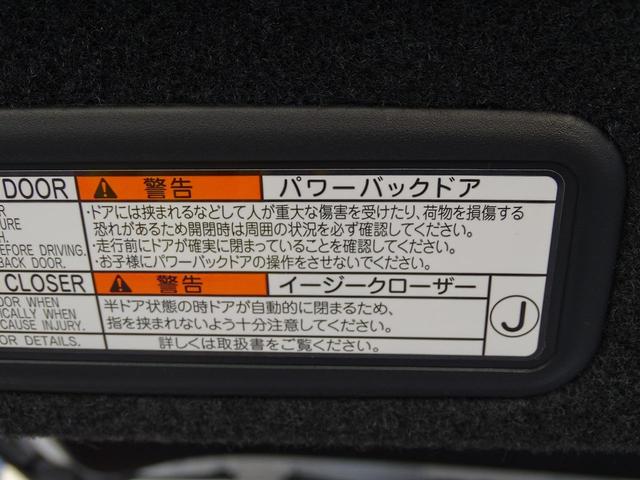 DOOR
⚠ 警告
パワーバックドア
R
URE
H.
BEFORE DRIVING.
BACK DOOR.
・ドアには挟まれるなどして人が重大な傷害を受けたり、荷物を損傷する
恐れがあるため開閉時は周囲の状況を必ず確認してください。
・走行前にドアが確実に閉まっていることを確認してください。
・お子様にパワーバックドアの操作をさせないでください。
CLOSER
⚠ 警告
イージークローザー
DOOR WHEN
ICALLY WHEN
CAUSE INJURY.
半ドア状態の時ドアが自動的に閉まるため、
指を挟まれないよう十分注意してください。
J
OR DETAILS.
詳しくは取扱書をご覧ください。